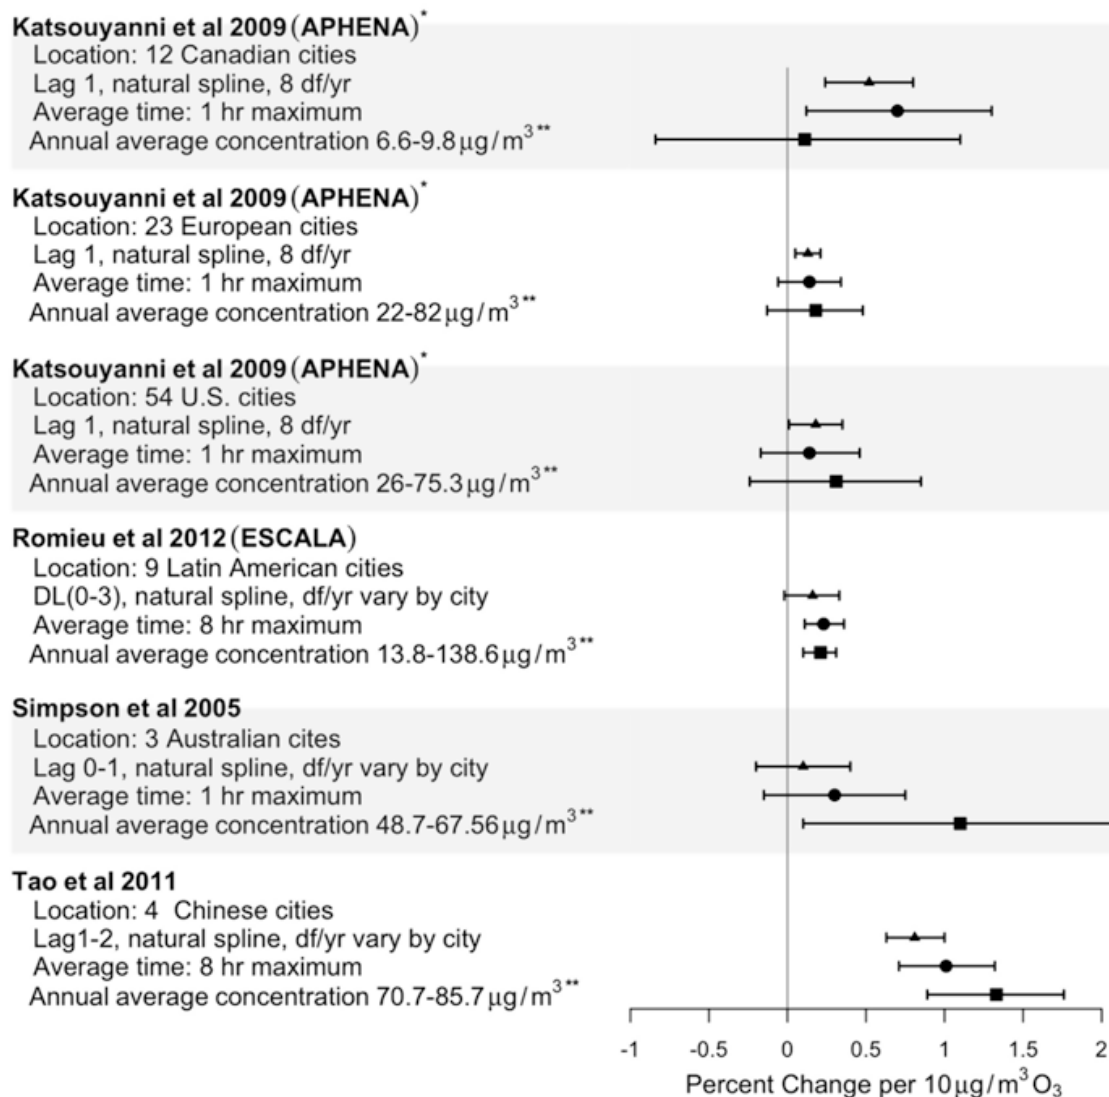 Katsouyanni et al 2009 (APHENA)*
Location: 12 Canadian cities
Lag 1, natural spline, 8 df/yr
Average time: 1 hr maximum
Annual average concentration 6.6-9.8 μg/m³**
Katsouyanni et al 2009 (APHENA)*
Location: 23 European cities
Lag 1, natural spline, 8 df/yr
Average time: 1 hr maximum
Annual average concentration 22-82 μg/m³**
Katsouyanni et al 2009 (APHENA)*
Location: 54 U.S. cities
Lag 1, natural spline, 8 df/yr
Average time: 1 hr maximum
Annual average concentration 26-75.3 μg/m³**
Romieu et al 2012 (ESCALA)
Location: 9 Latin American cities
DL(0-3), natural spline, df/yr vary by city
Average time: 8 hr maximum
Annual average concentration 13.8-138.6 μg/m³**
Simpson et al 2005
Location: 3 Australian cites
Lag 0-1, natural spline, df/yr vary by city
Average time: 1 hr maximum
Annual average concentration 48.7-67.56 μg/m³**
Tao et al 2011
Location: 4 Chinese cities
Lag1-2, natural spline, df/yr vary by city
Average time: 8 hr maximum
Annual average concentration 70.7-85.7 μg/m³**
-1 -0.5 0 0.5 1 1.5 2
Percent Change per 10 μg/m³ O₃